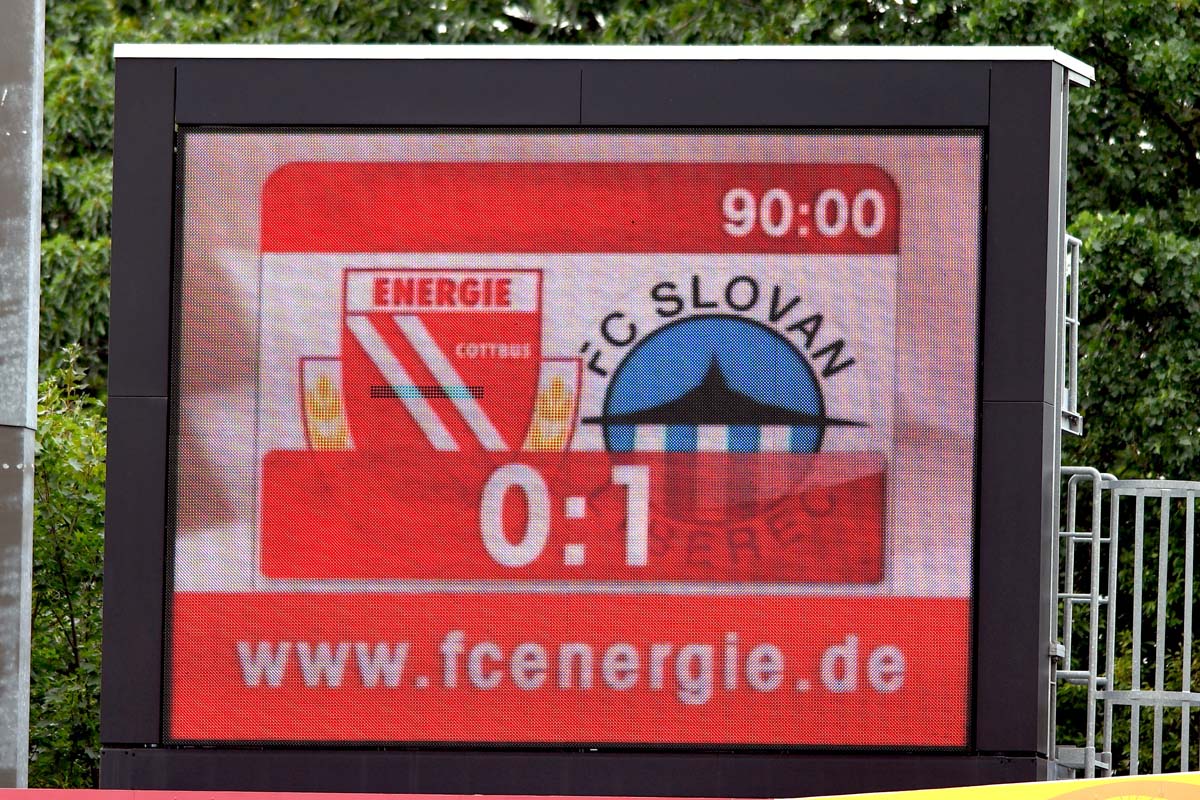 90:00
ENERGIE
COTTBUS
FC SLOVAN
0:1
www.fcenergie.de